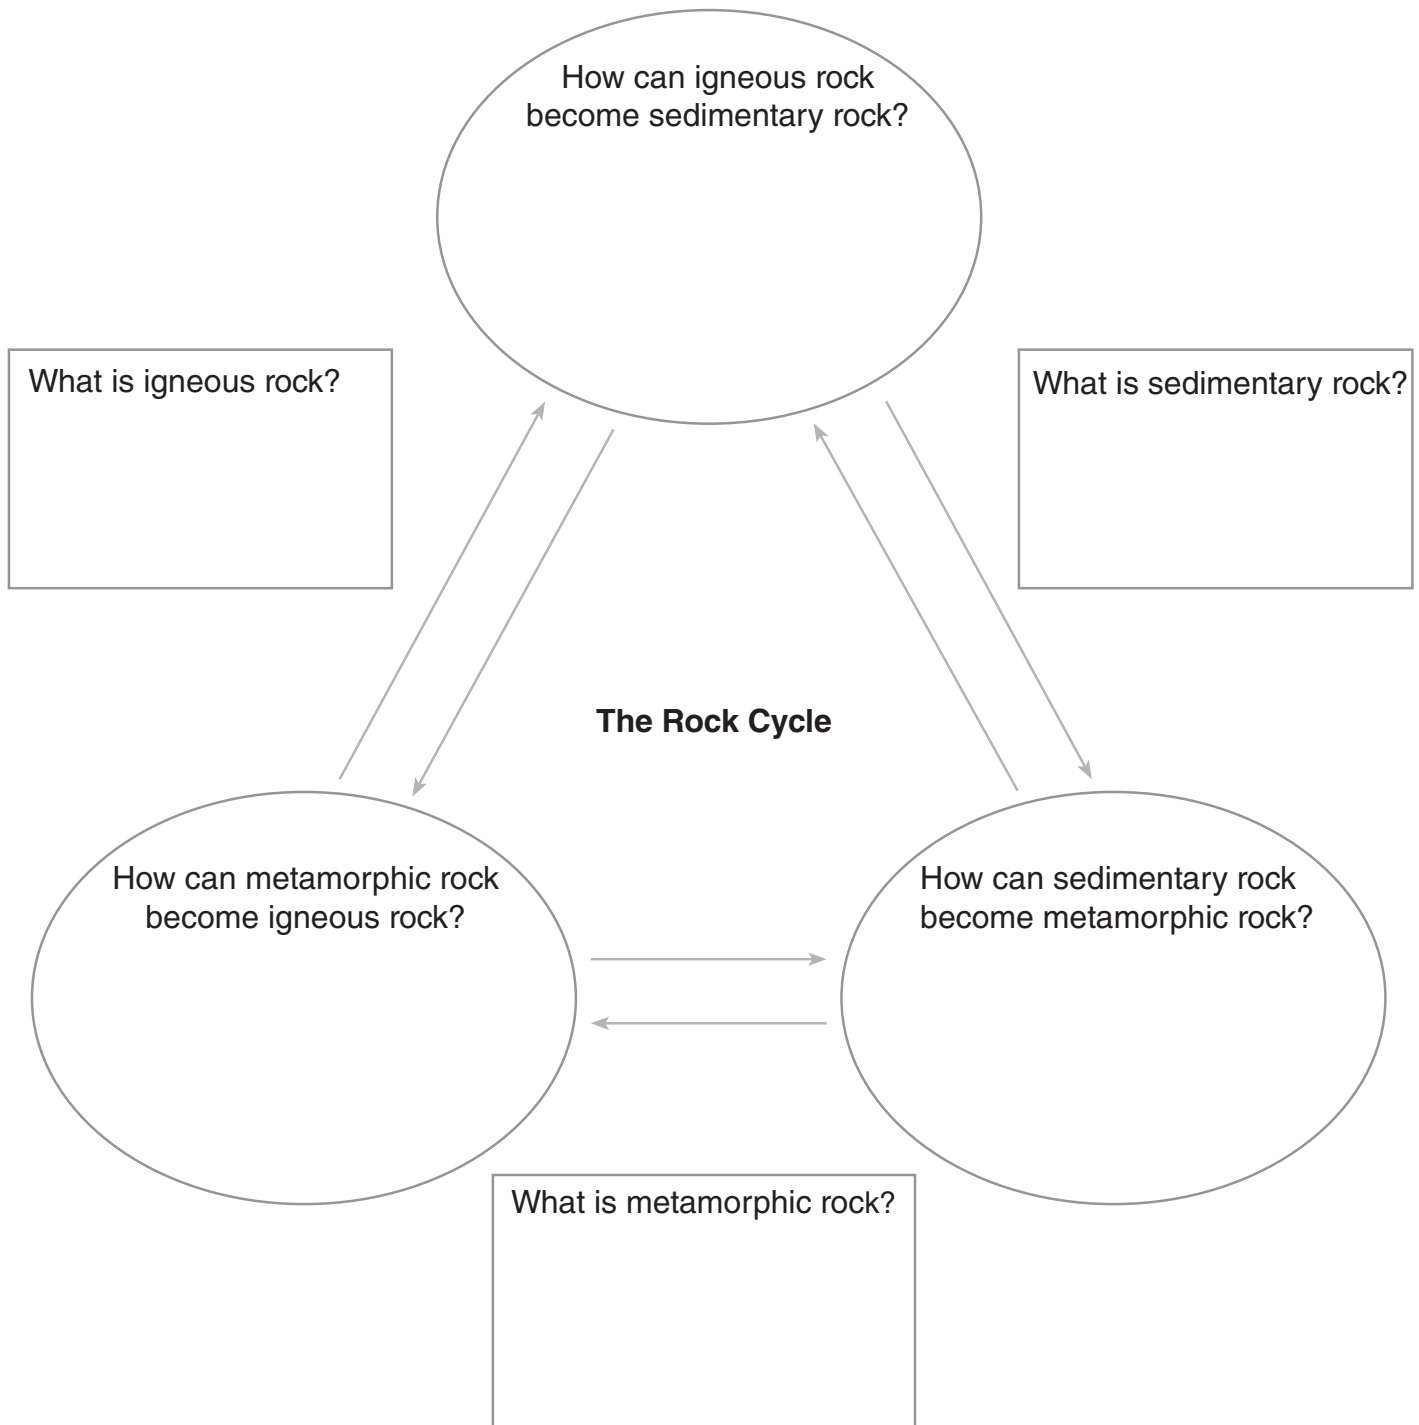 How can igneous rock
become sedimentary rock?
What is igneous rock?
What is sedimentary rock?
The Rock Cycle
How can metamorphic rock
become igneous rock?
How can sedimentary rock
become metamorphic rock?
What is metamorphic rock?